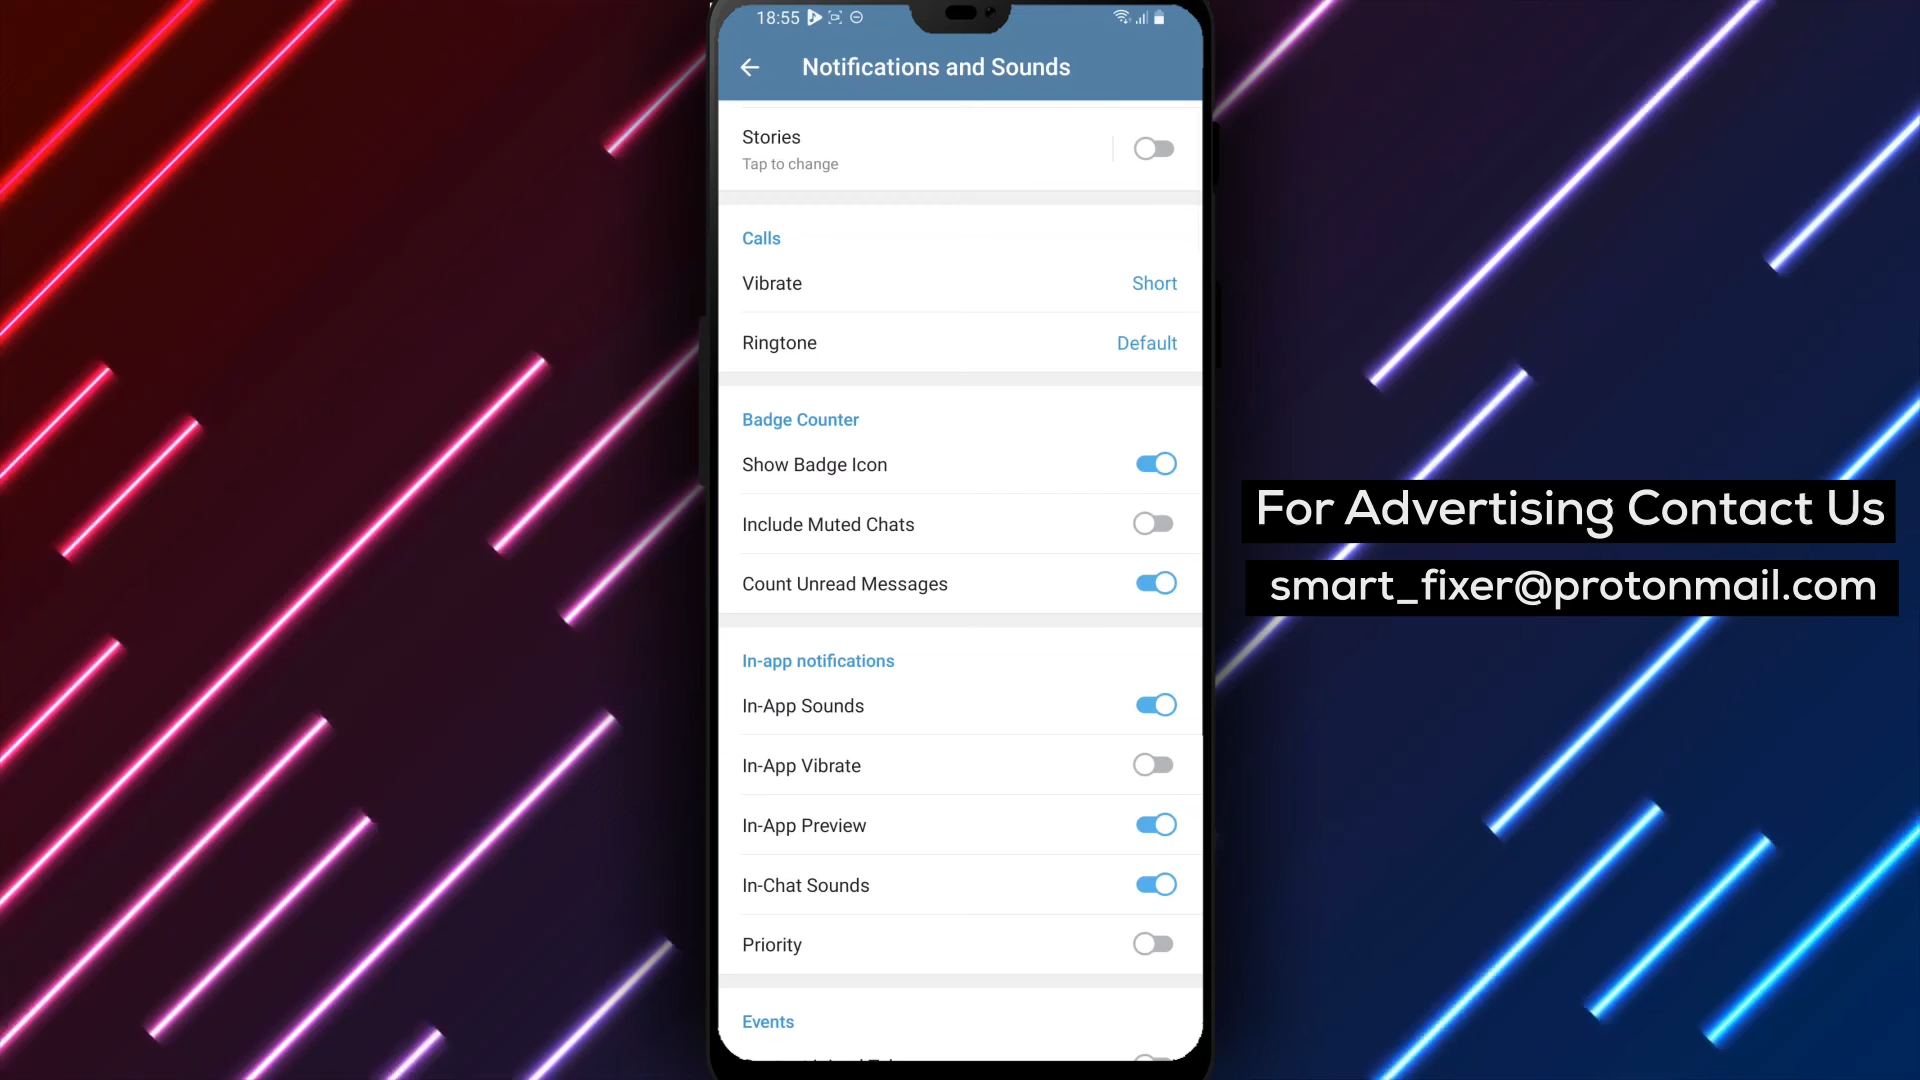 18:55
Notifications and Sounds
Stories
Tap to change
Calls
Vibrate Short
Ringtone Default
Badge Counter
Show Badge Icon
Include Muted Chats
Count Unread Messages
In-app notifications
In-App Sounds
In-App Vibrate
In-App Preview
In-Chat Sounds
Priority
Events
For Advertising Contact Us
smart_fixer@protonmail.com